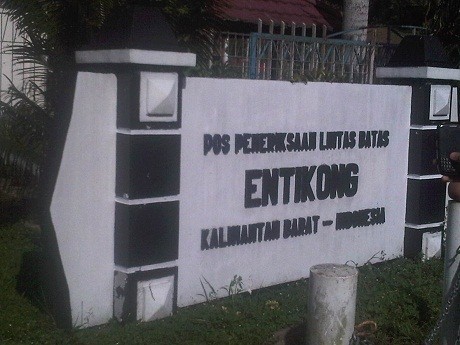 POS PEMERIKSAAN LINTAS BATAS
ENTIKONG
KALIMANTAN BARAT - INDONESIA